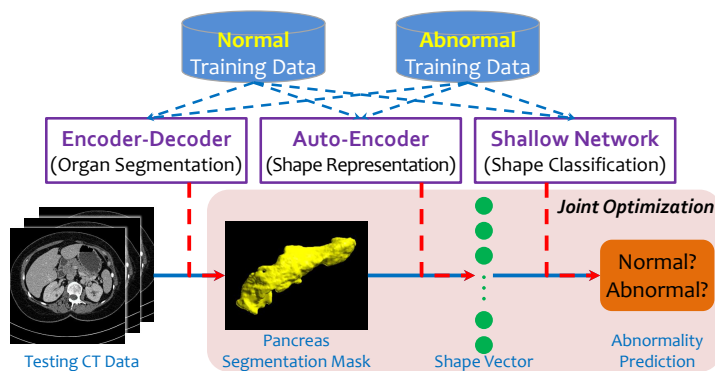 Normal
Training Data
Abnormal
Training Data
Encoder-Decoder
(Organ Segmentation)
Auto-Encoder
(Shape Representation)
Shallow Network
(Shape Classification)
Joint Optimization
Normal?
Abnormal?
Testing CT Data
Pancreas
Segmentation Mask
Shape Vector
Abnormality
Prediction